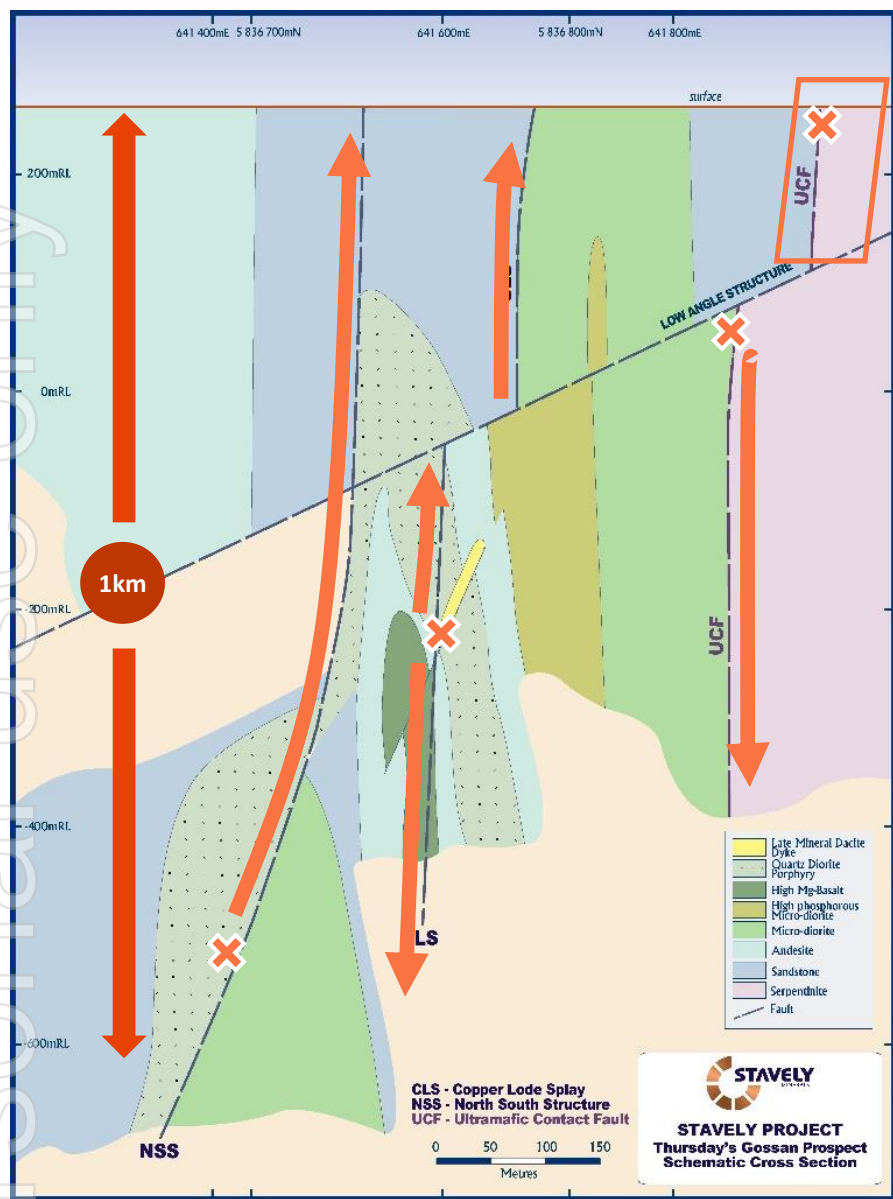 641 400mE 5 836 700mN 641 600mE 5 836 800mN 641 800mE
surface
200mRL
UCF
LOW ANGLE STRUCTURE
0mRL
1km
-200mRL
UCF
-400mRL
LS
-600mRL
NSS
Late Mineral Dacite
Dyke
Quartz Diorite
Porphyry
High Mg-Basalt
High phosphorous
Micro-diorite
Micro-diorite
Andesite
Sandstone
Serpentinite
Fault
CLS - Copper Lode Splay
NSS - North South Structure
UCF - Ultramafic Contact Fault
0 50 100 150
Metres
STAVELY
MINERALS
STAVELY PROJECT
Thursday's Gossan Prospect
Schematic Cross Section